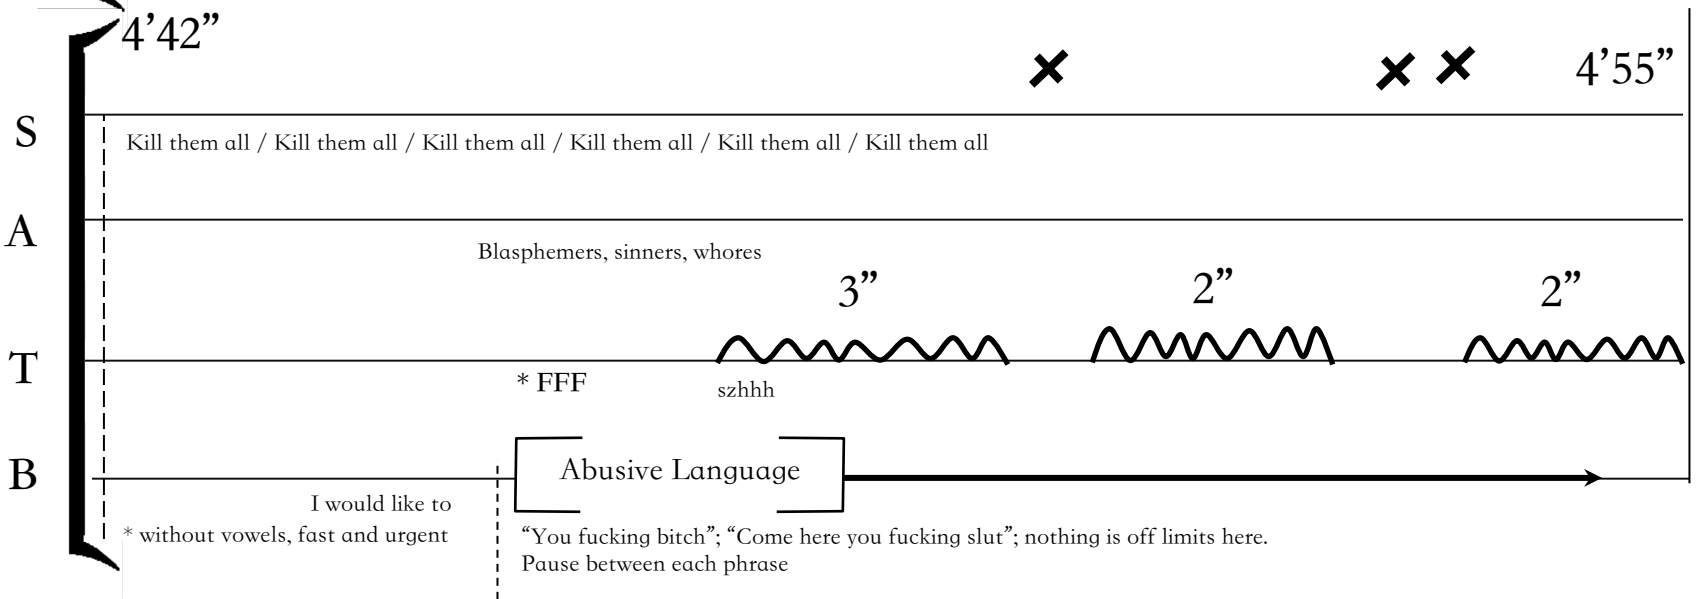 4’42”
4’55”
S
Kill them all / Kill them all / Kill them all / Kill them all / Kill them all / Kill them all
A
Blasphemers, sinners, whores
3”
2”
2”
T
* FFF
szhhh
B
Abusive Language
I would like to
* without vowels, fast and urgent
“You fucking bitch”; “Come here you fucking slut”; nothing is off limits here.
Pause between each phrase